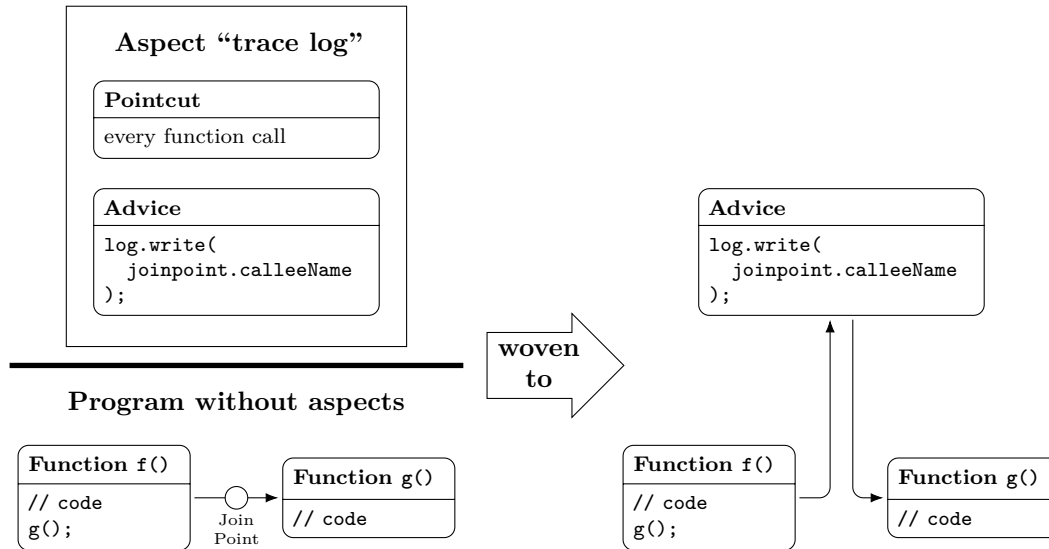 Aspect “trace log”
Pointcut
every function call
Advice
log.write(
joinpoint.calleeName
);
Program without aspects
Function f()
// code
g();
Join
Point
Function g()
// code
woven
to
Advice
log.write(
joinpoint.calleeName
);
Function f()
// code
g();
Function g()
// code